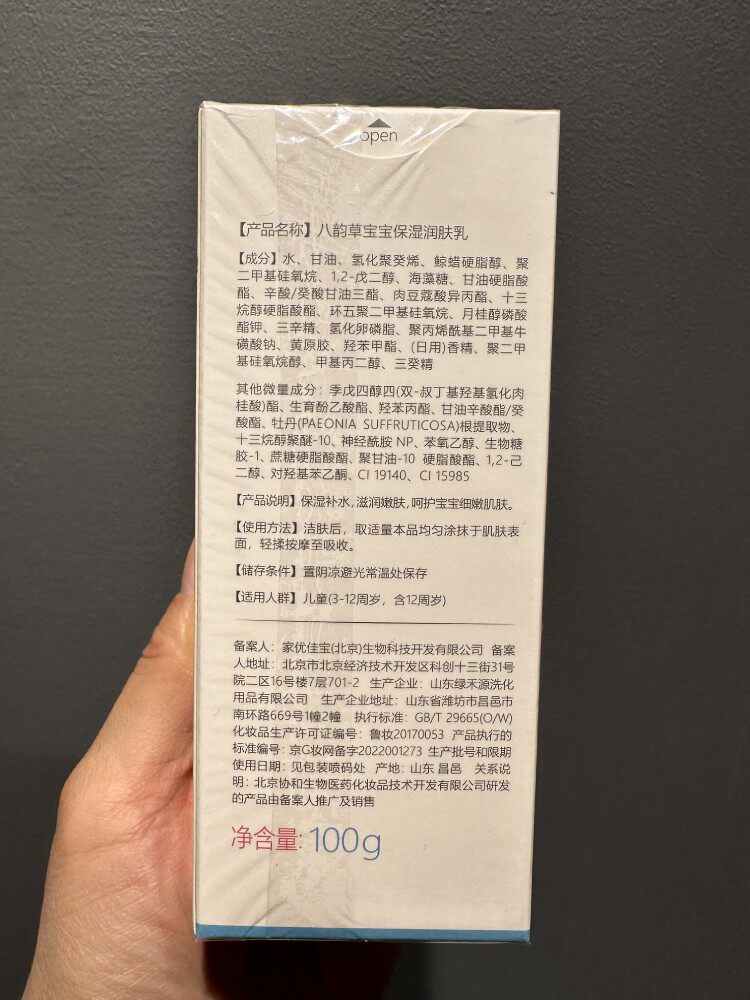 open
【产品名称】八韵草宝宝保湿润肤乳
【成分】水、甘油、氢化聚癸烯、鲸蜡硬脂醇、聚
二甲基硅氧烷、1,2-戊二醇、海藻糖、甘油硬脂酸
酯、辛酸/癸酸甘油三酯、肉豆蔻酸异丙酯、十三
烷醇硬脂酸酯、环五聚二甲基硅氧烷、月桂醇磷酸
酯钾、三辛精、氢化卵磷脂、聚丙烯酰基二甲基牛
磺酸钠、黄原胶、羟苯甲酯、(日用)香精、聚二甲
基硅氧烷醇、甲基丙二醇、三癸精
其他微量成分：季戊四醇四(双-叔丁基羟基氢化肉
桂酸)酯、生育酚乙酸酯、羟苯丙酯、甘油辛酸酯/癸
酸酯、牡丹(PAEONIA SUFFRUTICOSA)根提取物、
十三烷醇聚醚-10、神经酰胺 NP、苯氧乙醇、生物糖
胶-1、蔗糖硬脂酸酯、聚甘油-10 硬脂酸酯、1,2-己
二醇、对羟基苯乙酮、CI 19140、CI 15985
【产品说明】保湿补水，滋润嫩肤，呵护宝宝细嫩肌肤。
【使用方法】洁肤后，取适量本品均匀涂抹于肌肤表
面，轻揉按摩至吸收。
【储存条件】置阴凉避光常温处保存
【适用人群】儿童(3-12周岁，含12周岁)
备案人：家优佳宝(北京)生物科技开发有限公司 备案
人地址：北京市北京经济技术开发区科创十三街31号
院二区16号楼7层701-2 生产企业：山东绿禾源洗化
用品有限公司 生产企业地址：山东省潍坊市昌邑市
南环路669号1幢2幢 执行标准：GB/T 29665(O/W)
化妆品生产许可证编号：鲁妆20170053 产品执行的
标准编号：京G妆网备字2022001273 生产批号和限期
使用日期：见包装喷码处 产地：山东 昌邑 关系说
明：北京协和生物医药化妆品技术开发有限公司研发
的产品由备案人推广及销售
净含量：100g